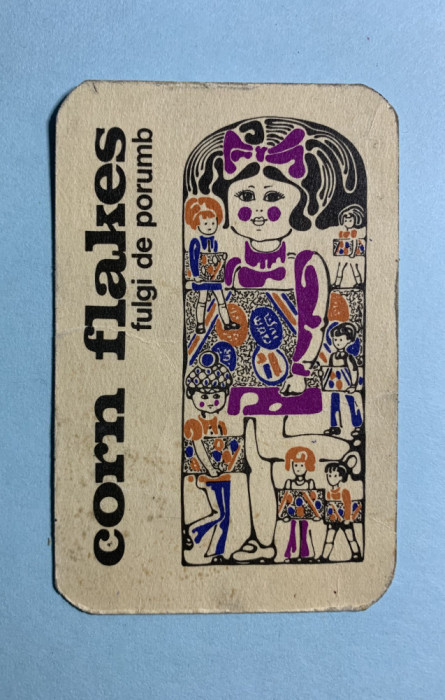 corn flakes
fulgi de porumb